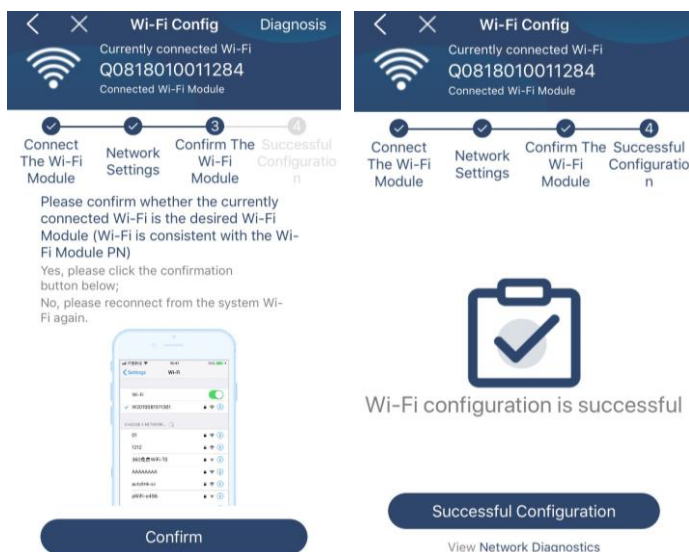 Wi-Fi Config
Diagnosis
Currently connected Wi-Fi
Q0818010011284
Connected Wi-Fi Module
3
4
Connect
The Wi-Fi
Module
Network
Settings
Confirm The
Wi-Fi
Module
Successful
Configuratio
n
Please confirm whether the currently
connected Wi-Fi is the desired Wi-
Fi Module (Wi-Fi is consistent with the Wi-
Fi Module PN)
Yes, please click the confirmation
button below;
No, please reconnect from the system Wi-
Fi again.
Settings
Wi-Fi
Wi-Fi
CHOOSE A NETWORK...
01
1212
AAAAAAAA
Confirm
Wi-Fi Config
Currently connected Wi-Fi
Q0818010011284
Connected Wi-Fi Module
4
Connect
The Wi-Fi
Module
Network
Settings
Confirm The
Wi-Fi
Module
Successful
Configuratio
n
Wi-Fi configuration is successful
Successful Configuration
View Network Diagnostics